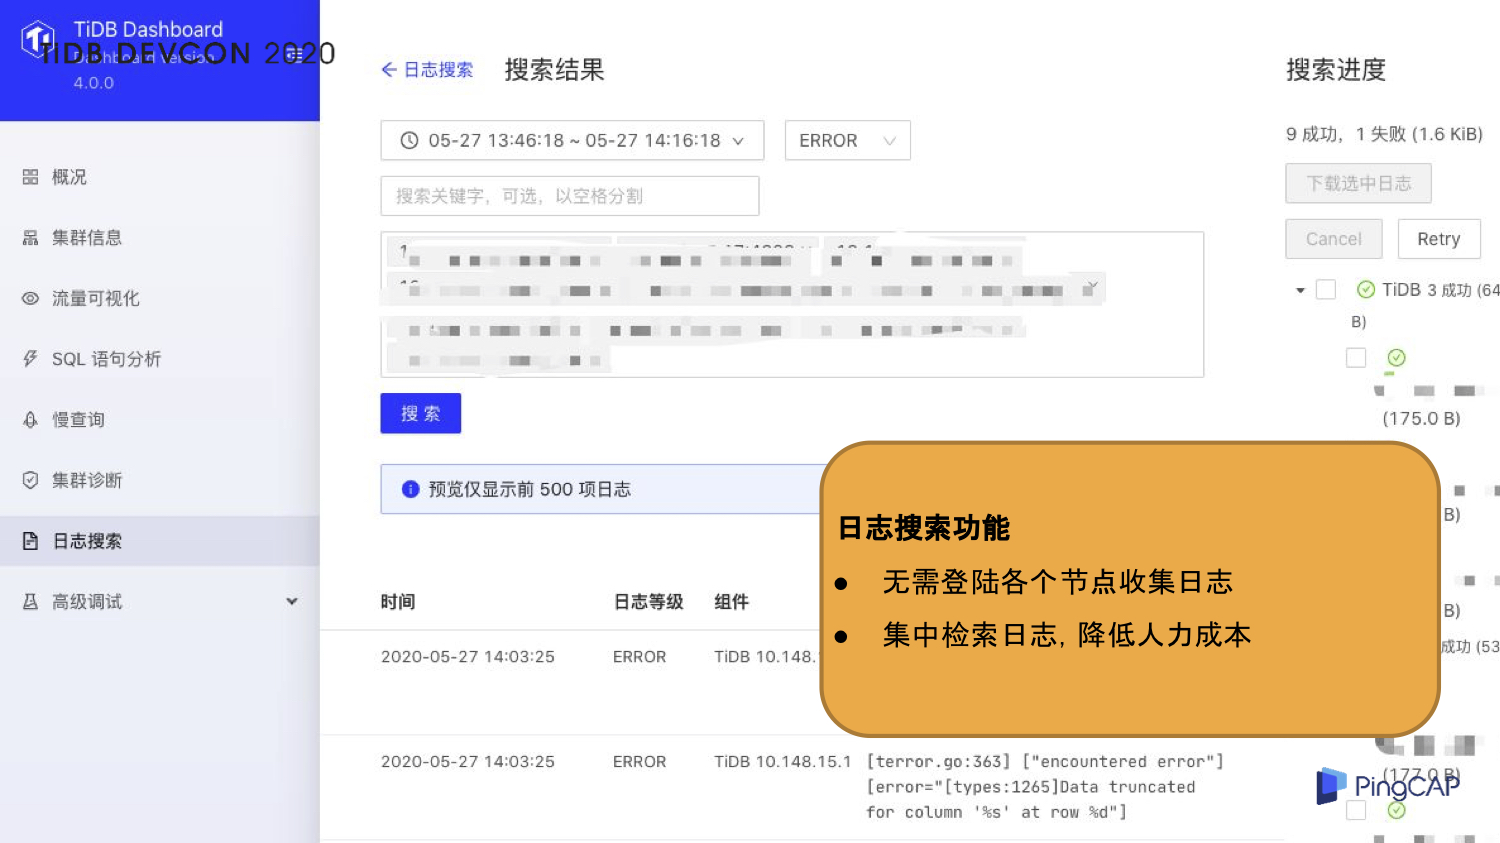 TiDB Dashboard
TIDB DEVCON 2020
Dashboard version
4.0.0
概况
集群信息
流量可视化
SQL 语句分析
慢查询
集群诊断
日志搜索
高级调试
日志搜索
搜索结果
05-27 13:46:18 ~ 05-27 14:16:18
ERROR
搜索关键字，可选，以空格分割
搜 索
预览仅显示前 500 项日志
时间 日志等级 组件
2020-05-27 14:03:25 ERROR TiDB 10.148.
2020-05-27 14:03:25 ERROR TiDB 10.148.15.1 [terror.go:363] ["encountered error"]
[error="[types:1265]Data truncated
for column '%s' at row %d"]
日志搜索功能
● 无需登陆各个节点收集日志
● 集中检索日志, 降低人力成本
搜索进度
9 成功，1 失败 (1.6 KiB)
下载选中日志
Cancel
Retry
TiDB 3 成功 (64
B)
(175.0 B)
B)
B)
成功 (53
(177.0 B)
PingCAP